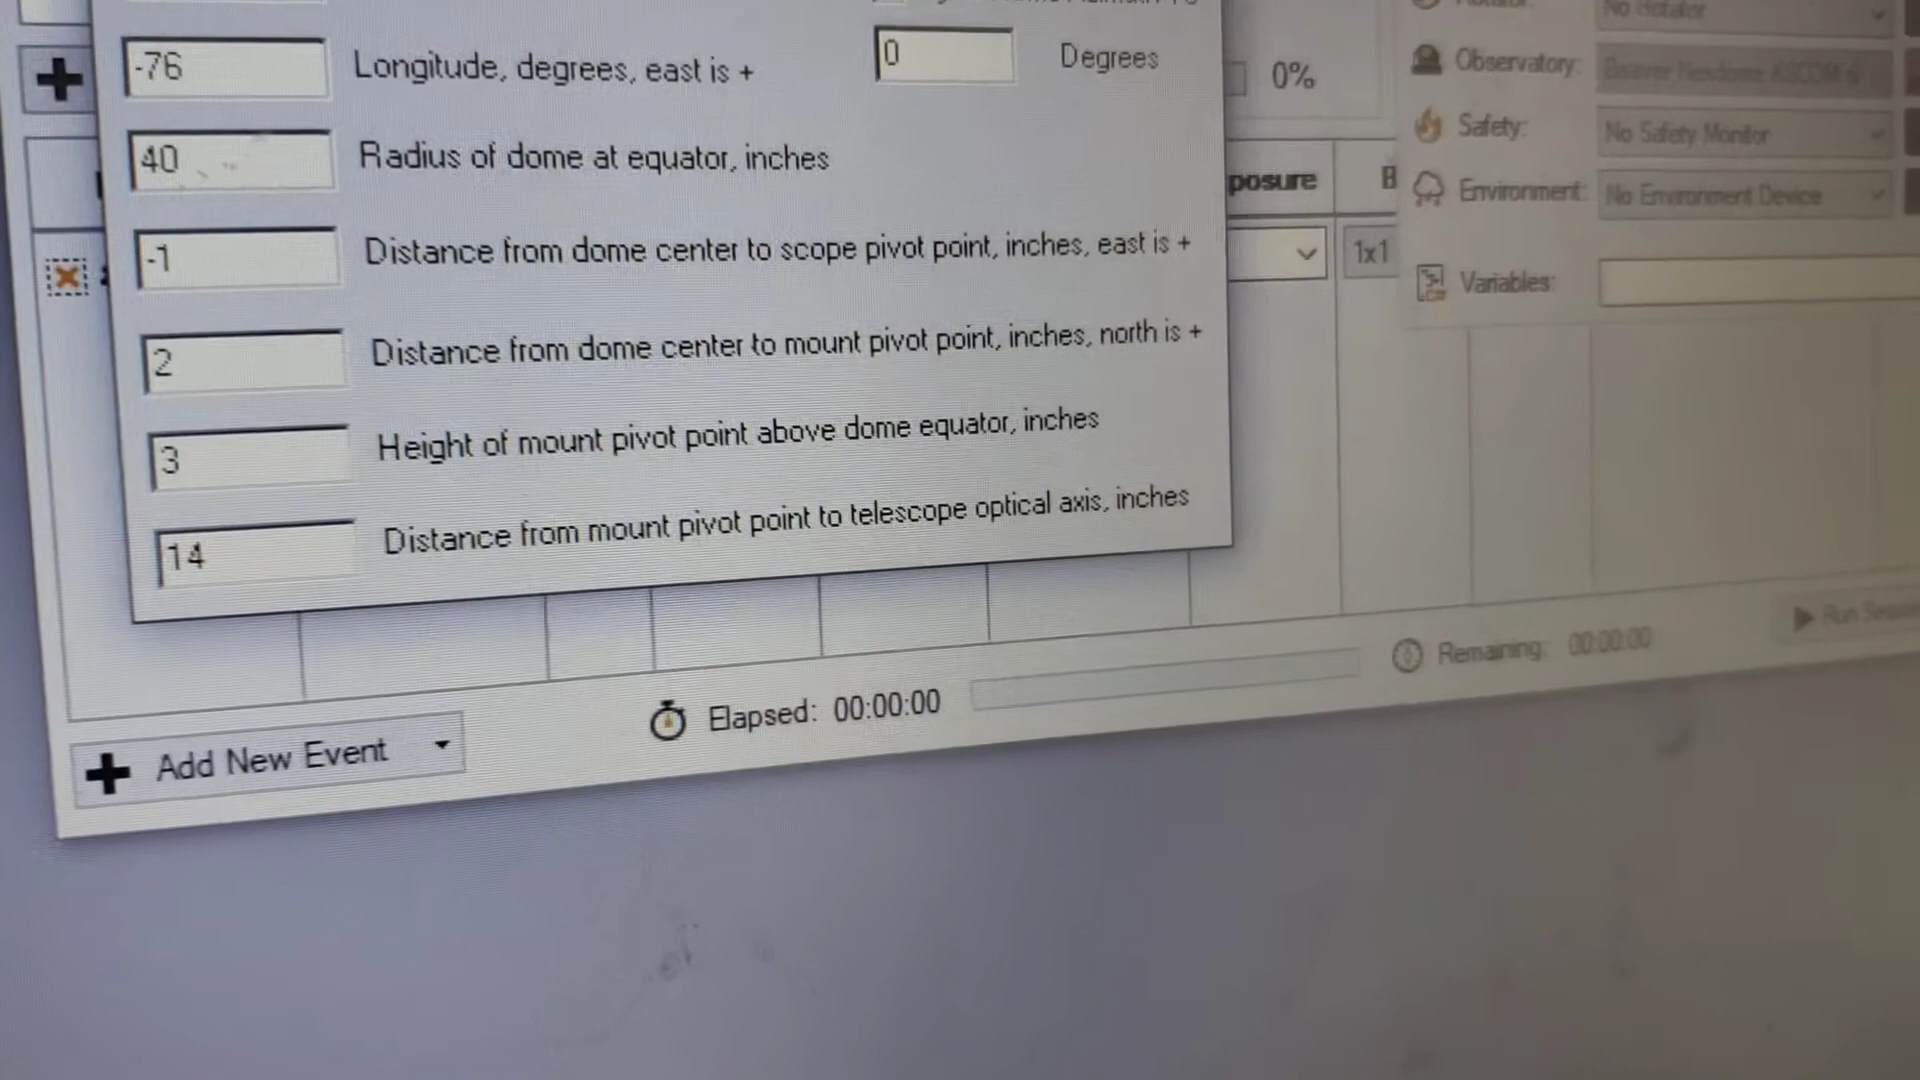 -76 Longitude, degrees, east is +
0 Degrees
40 Radius of dome at equator, inches
-1 Distance from dome center to scope pivot point, inches, east is +
2 Distance from dome center to mount pivot point, inches, north is +
3 Height of mount pivot point above dome equator, inches
14 Distance from mount pivot point to telescope optical axis, inches
0%
posure B
1x1
No Rotator
Observatory:
Safety: No Safety Monitor
Environment: No Environment Device
Variables:
Add New Event
Elapsed: 00:00:00
Remaining: 00:00:00
Run